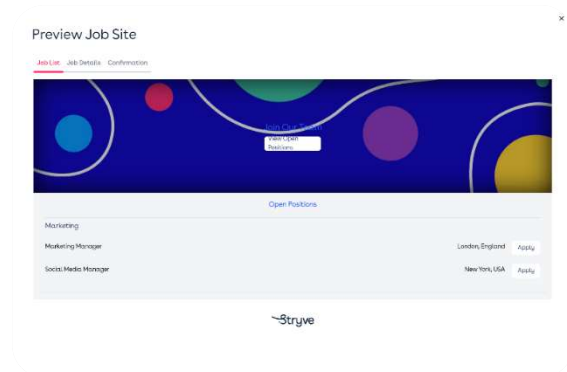 ×
Preview Job Site
Job List Job Details Confirmation
Join Our Team
View Open
Positions
Open Positions
Marketing
Marketing Manager London, England Apply
Social Media Manager New York, USA Apply
Stryve